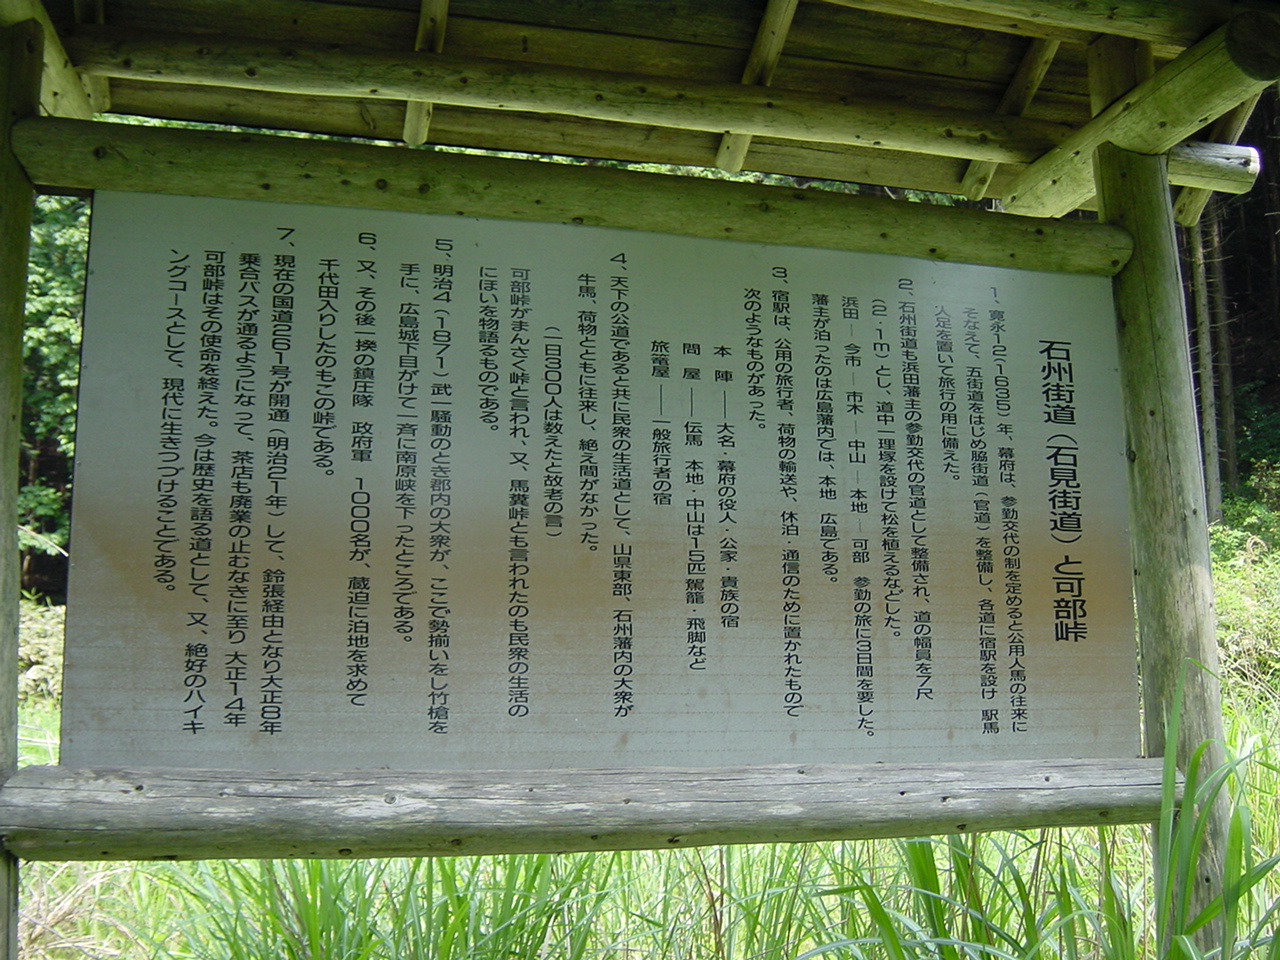 石州街道（石見街道）と可部峠
1、寛永12（1635）年、幕府は、参勤交代の制を定めると公用人馬の往来に
そなえて、五街道をはじめ脇街道（官道）を整備し、各道に宿駅を設け 駅馬
人足を置いて旅行の用に備えた。
2、石州街道も浜田藩主の参勤交代の官道として整備され、道の幅員を7尺
（2・1m）とし、道中一理塚を設けて松を植えるなどした。
浜田―今市―市木―中山―本地―可部 参勤の旅に3日間を要した。
藩主が泊ったのは広島藩内では、本地 広島である。
3、宿駅は、公用の旅行者、荷物の輸送や、休泊・通信のために置かれたもので
次のようなものがあった。
本 陣――大名・幕府の役人・公家・貴族の宿
問 屋――伝馬 本地・中山は15匹 駕籠・飛脚など
旅篭屋――一般旅行者の宿
4、天下の公道であると共に民衆の生活道として、山県東部、石州藩内の大衆が
牛馬、荷物とともに往来し、絶え間がなかった。
（一日300人は数えたと故老の言）
可部峠がまんさく峠と言われ、又、馬糞峠とも言われたのも民衆の生活の
にほいを物語るものである。
5、明治4（1871）武一騒動のとき郡内の大衆が、ここで勢揃いをし竹槍を
手に、広島城下目がけて一斉に南原峡を下ったところである。
6、又、その後一揆の鎮圧隊 政府軍 1000名が、蔵迫に泊地を求めて
千代田入りしたのもこの峠である。
7、現在の国道261号が開通（明治21年）して、鈴張経由となり大正8年
乗合バスが通るようになって、茶店も廃業の止むなきに至り大正14年
可部峠はその使命を終えた。今は歴史を語る道として、又、絶好のハイキ
ングコースとして、現代に生きつづけることである。